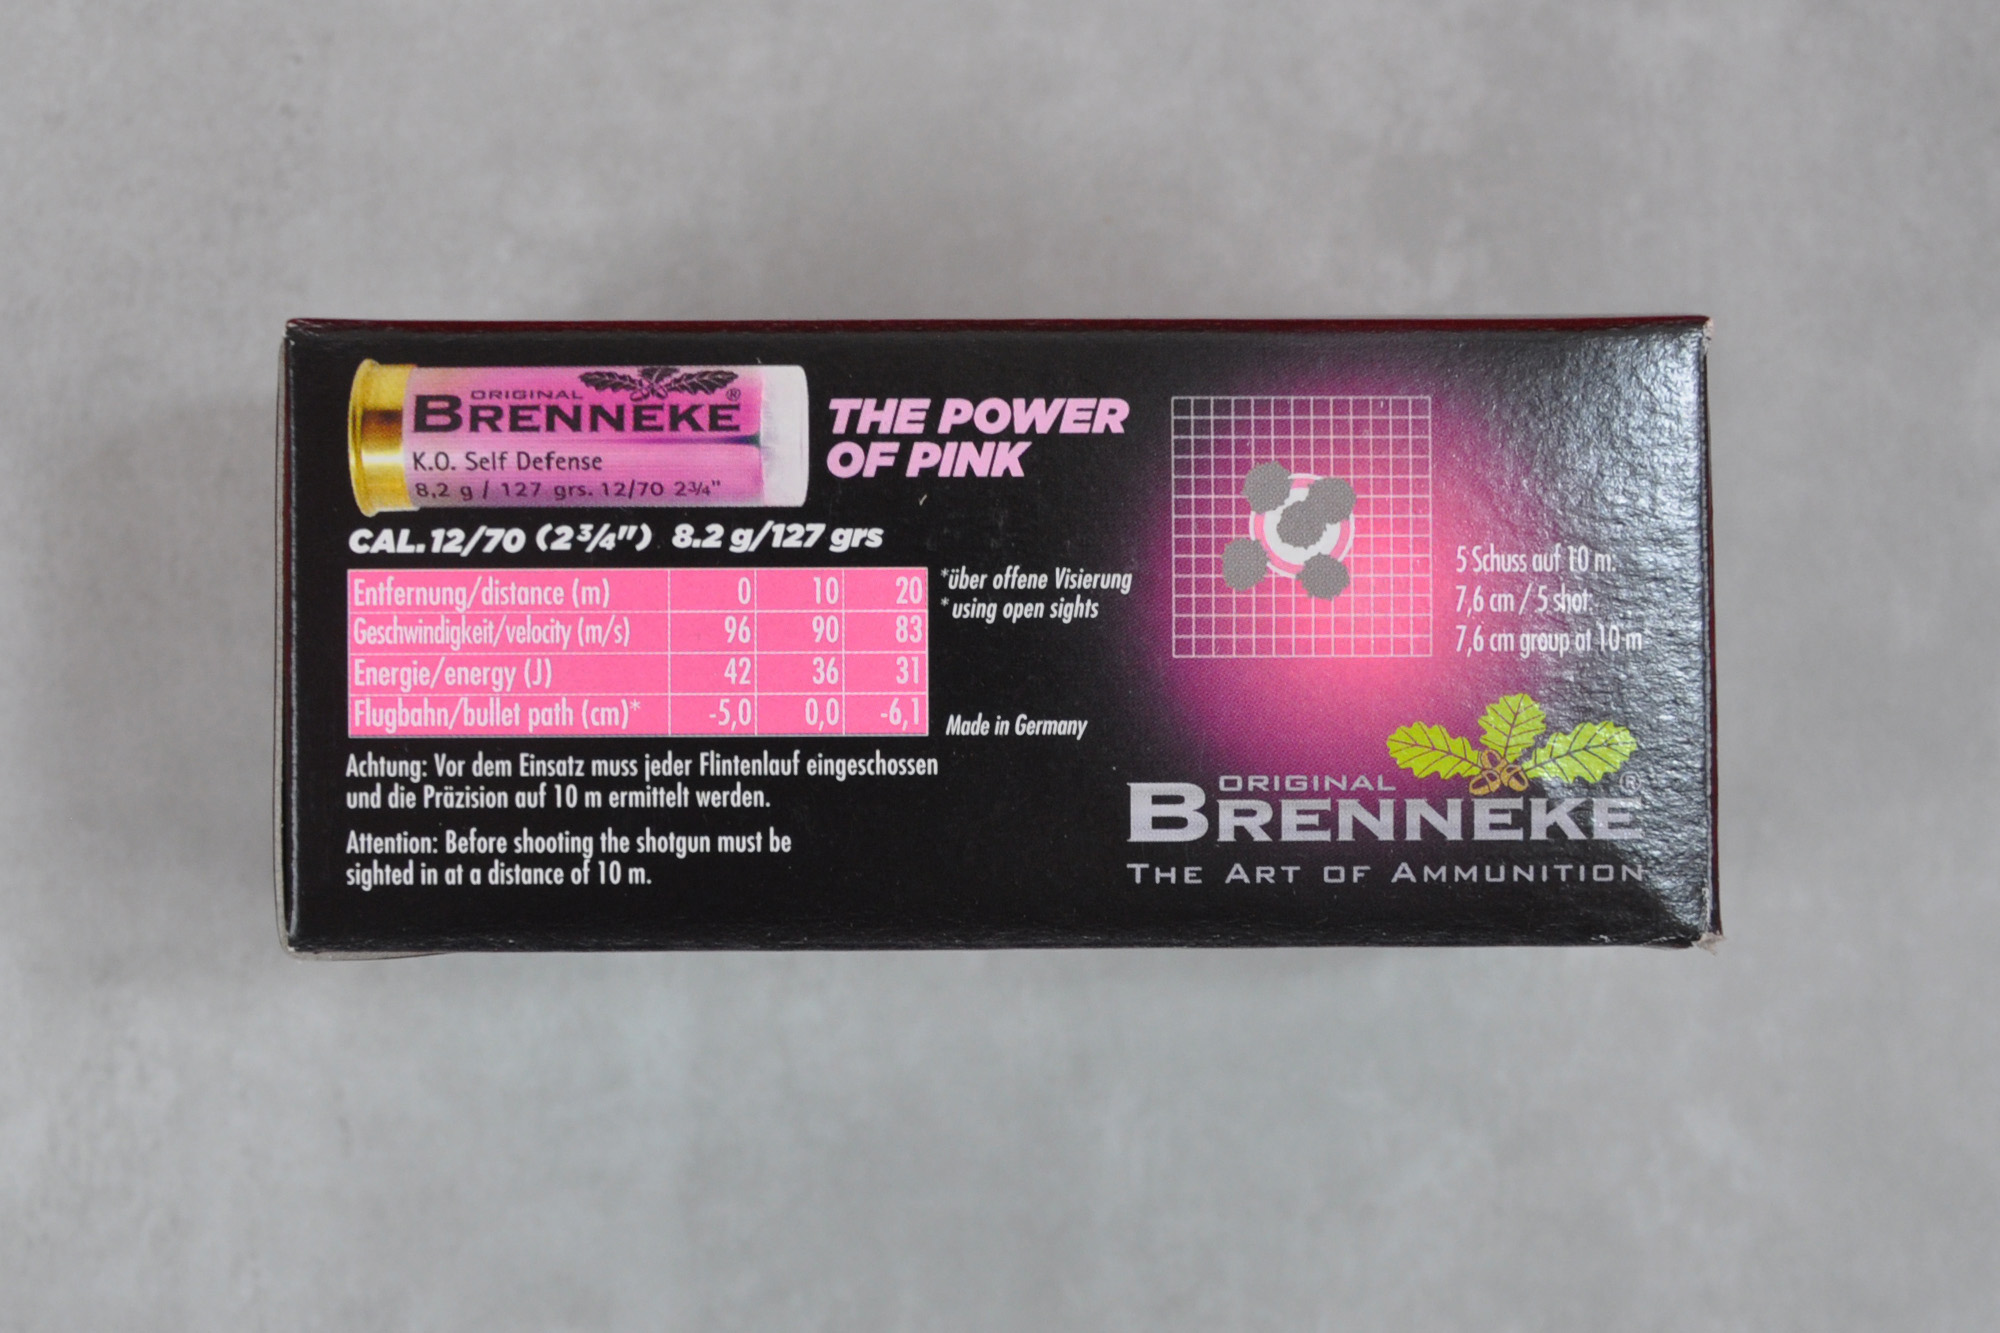 ORIGINAL
BRENNEKE®
K.O. Self Defense
8,2 g / 127 grs. 12/70 2¾"
THE POWER
OF PINK
CAL. 12/70 (2¾") 8.2 g/127 grs
Entfernung/distance (m) 0 10 20
Geschwindigkeit/velocity (m/s) 96 90 83
Energie/energy (J) 42 36 31
Flugbahn/bullet path (cm)* -5,0 0,0 -6,1
*über offene Visierung
*using open sights
Made in Germany
Achtung: Vor dem Einsatz muss jeder Flintenlauf eingeschossen
und die Präzision auf 10 m ermittelt werden.
Attention: Before shooting the shotgun must be
sighted in at a distance of 10 m.
5 Schuss auf 10 m:
7,6 cm / 5 shot:
7,6 cm group at 10 m
ORIGINAL
BRENNEKE®
THE ART OF AMMUNITION